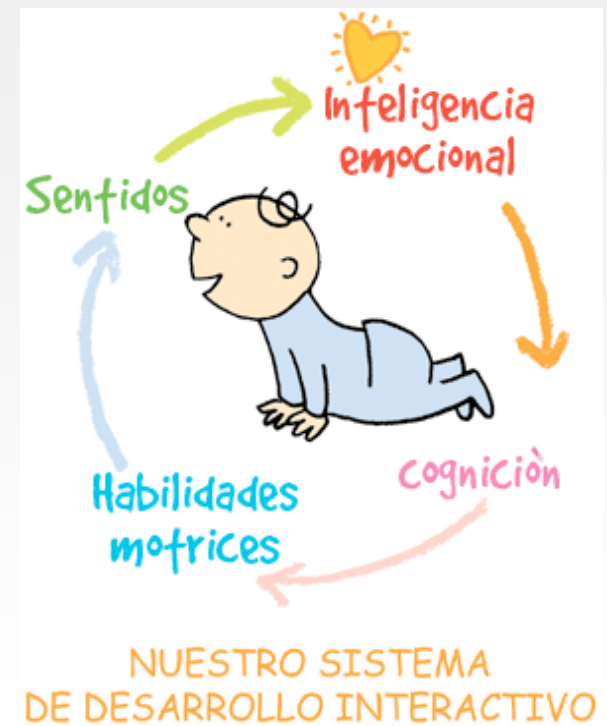 Inteligencia
emocional
Sentidos
cogniciòn
Habilidades
motrices
NUESTRO SISTEMA
DE DESARROLLO INTERACTIVO